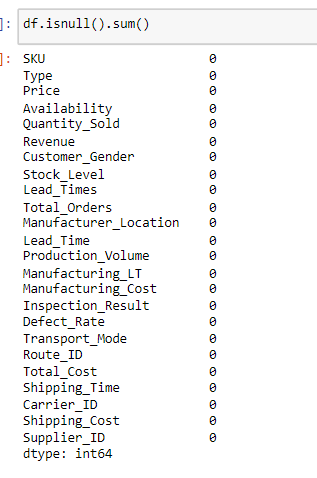 ]: df.isnull().sum()
]: SKU 0
Type 0
Price 0
Availability 0
Quantity_Sold 0
Revenue 0
Customer_Gender 0
Stock_Level 0
Lead_Times 0
Total_Orders 0
Manufacturer_Location 0
Lead_Time 0
Production_Volume 0
Manufacturing_LT 0
Manufacturing_Cost 0
Inspection_Result 0
Defect_Rate 0
Transport_Mode 0
Route_ID 0
Total_Cost 0
Shipping_Time 0
Carrier_ID 0
Shipping_Cost 0
Supplier_ID 0
dtype: int64